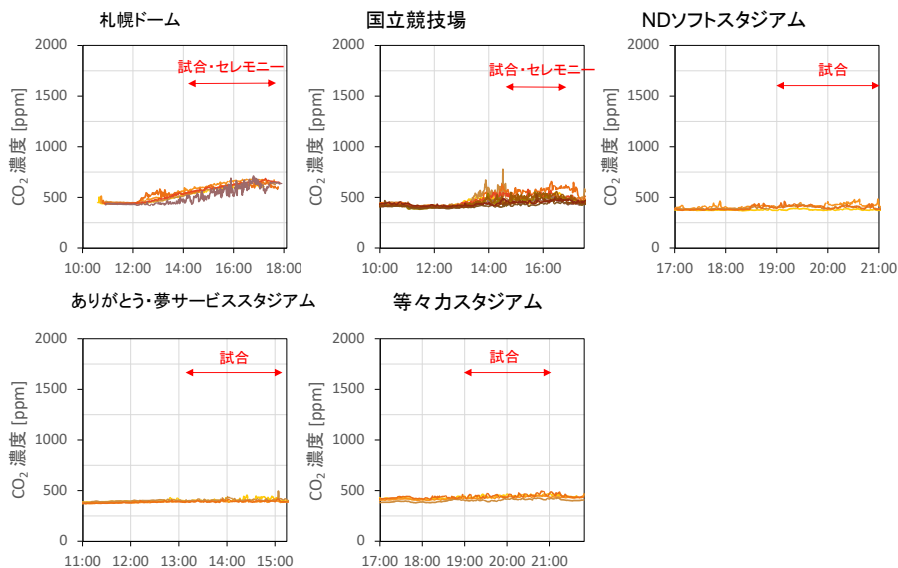 札幌ドーム
CO2 濃度 [ppm]
2000
1500
1000
500
0
試合・セレモニー
10:00 12:00 14:00 16:00 18:00
国立競技場
CO2 濃度 [ppm]
2000
1500
1000
500
0
試合・セレモニー
10:00 12:00 14:00 16:00
NDソフトスタジアム
CO2 濃度 [ppm]
2000
1500
1000
500
0
試合
17:00 18:00 19:00 20:00 21:00
ありがとう・夢サービススタジアム
CO2 濃度 [ppm]
2000
1500
1000
500
0
試合
11:00 12:00 13:00 14:00 15:00
等々力スタジアム
CO2 濃度 [ppm]
2000
1500
1000
500
0
試合
17:00 18:00 19:00 20:00 21:00